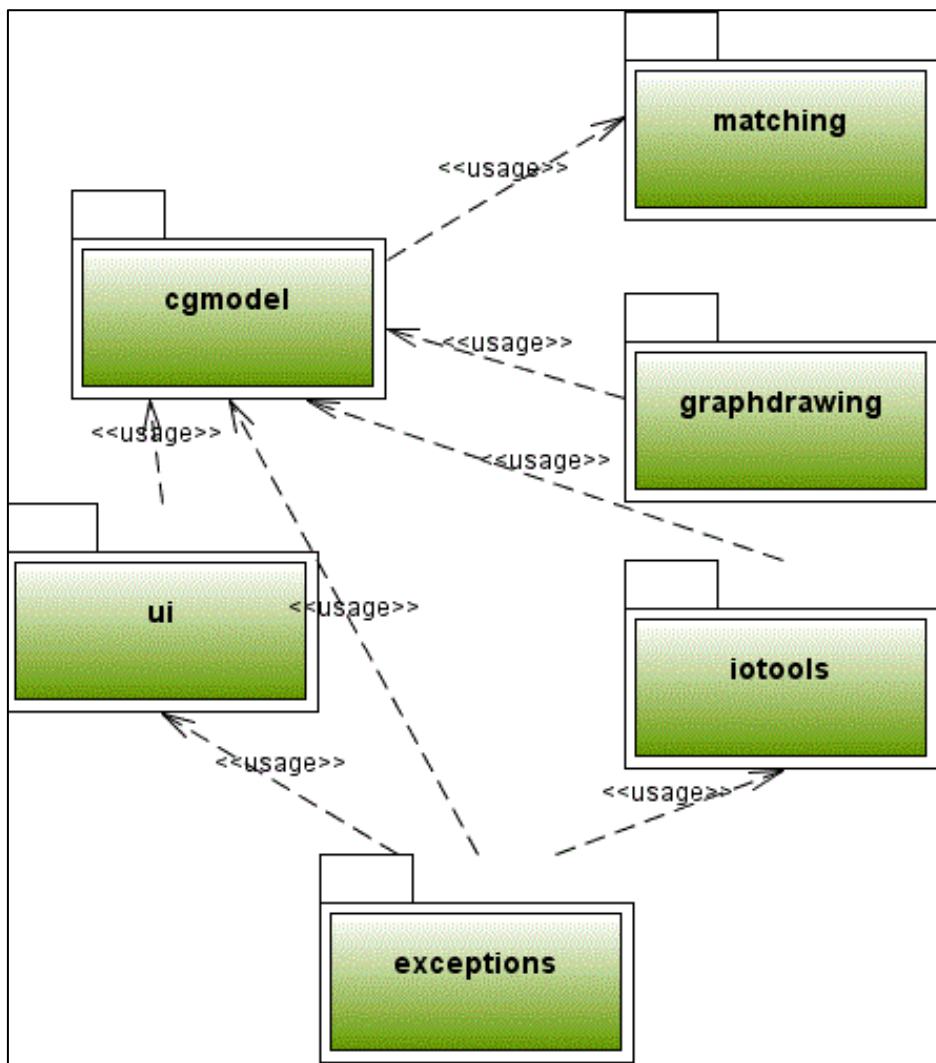 matching
<<usage>>
cgmodel
<<usage>>
graphdrawing
<<usage>>
<<usage>>
ui
<<usage>>
iotools
<<usage>>
<<usage>>
exceptions